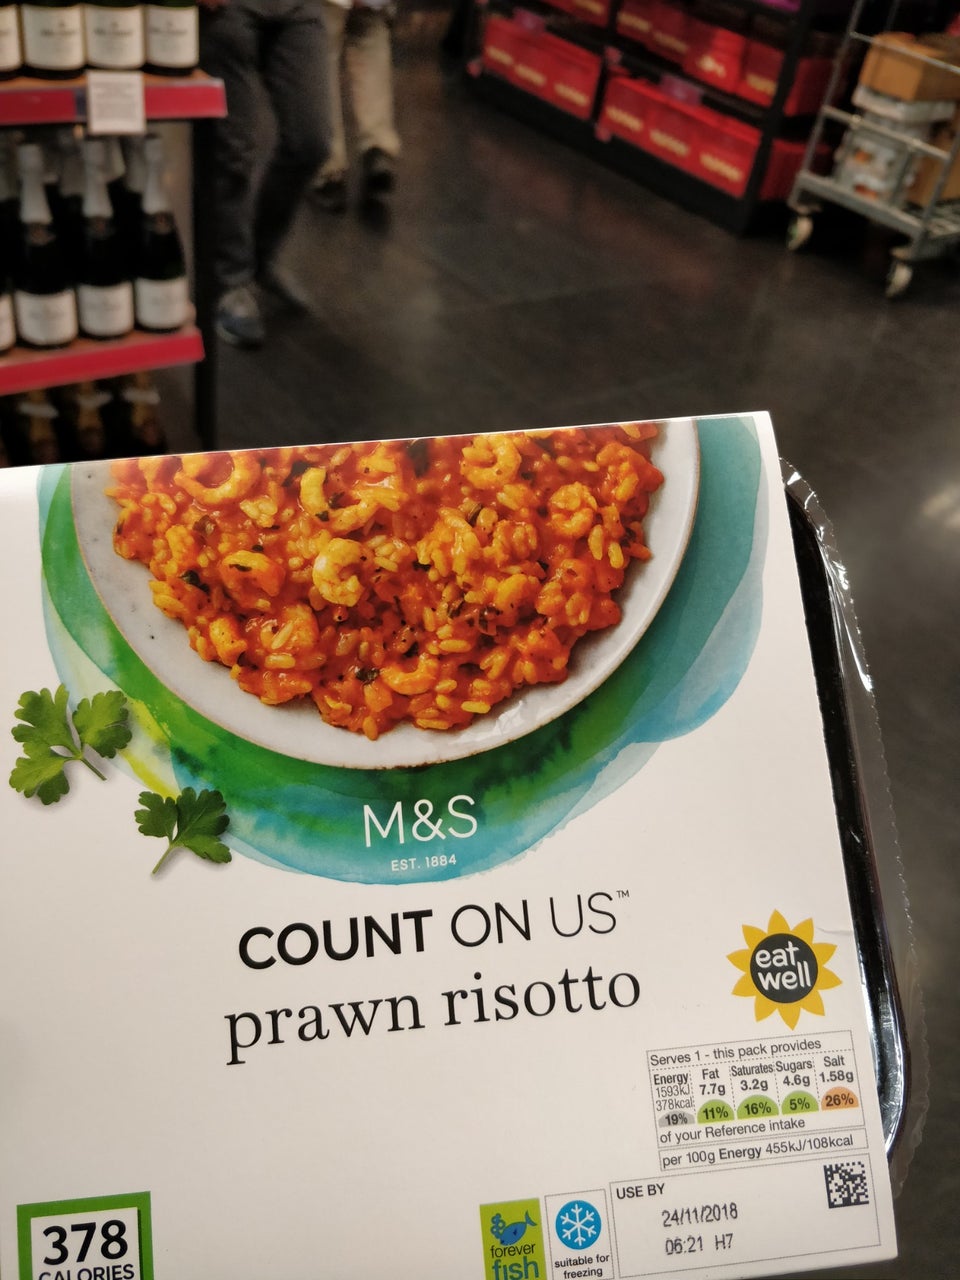 M&S
EST. 1884
COUNT ON US™
prawn risotto
eat
well
Serves 1 - this pack provides
Energy Fat Saturates Sugars Salt
1593kJ 7.7g 3.2g 4.6g 1.58g
378kcal
19% 11% 16% 5% 26%
of your Reference intake
per 100g Energy 455kJ/108kcal
USE BY
24/11/2018
06:21 H7
378
CALORIES
forever
fish
suitable for
freezing